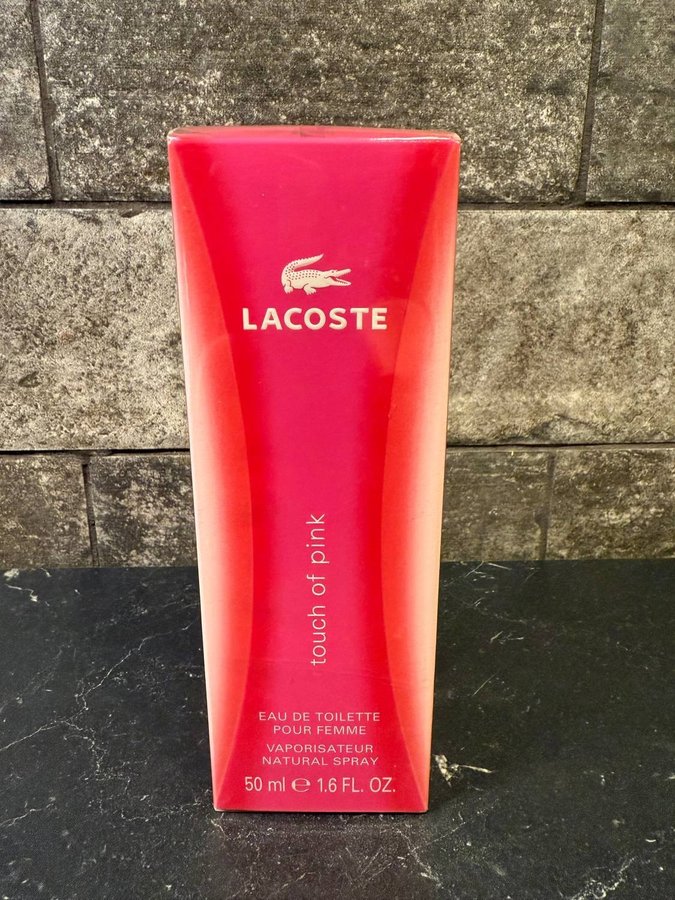 LACOSTE
touch of pink
EAU DE TOILETTE
POUR FEMME
VAPORISATEUR
NATURAL SPRAY
50 ml ℮ 1.6 FL. OZ.